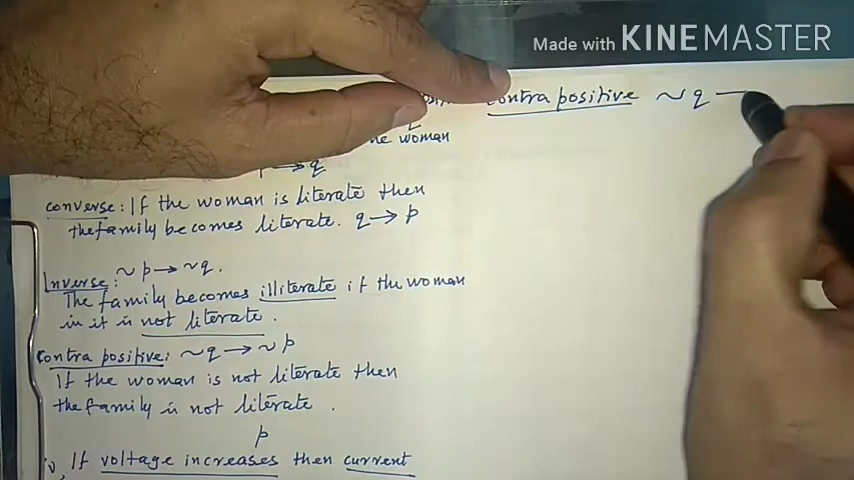 Made with KINEMASTER
contrapositive ~q —
q
the woman
p → q
converse: If the woman is literate then
the family becomes literate. q → p
Inverse: ~p → ~q.
The family becomes illiterate if the woman
in it is not literate.
Contra positive: ~q → ~p
If the woman is not literate then
the family is not literate.
p
If voltage increases then current